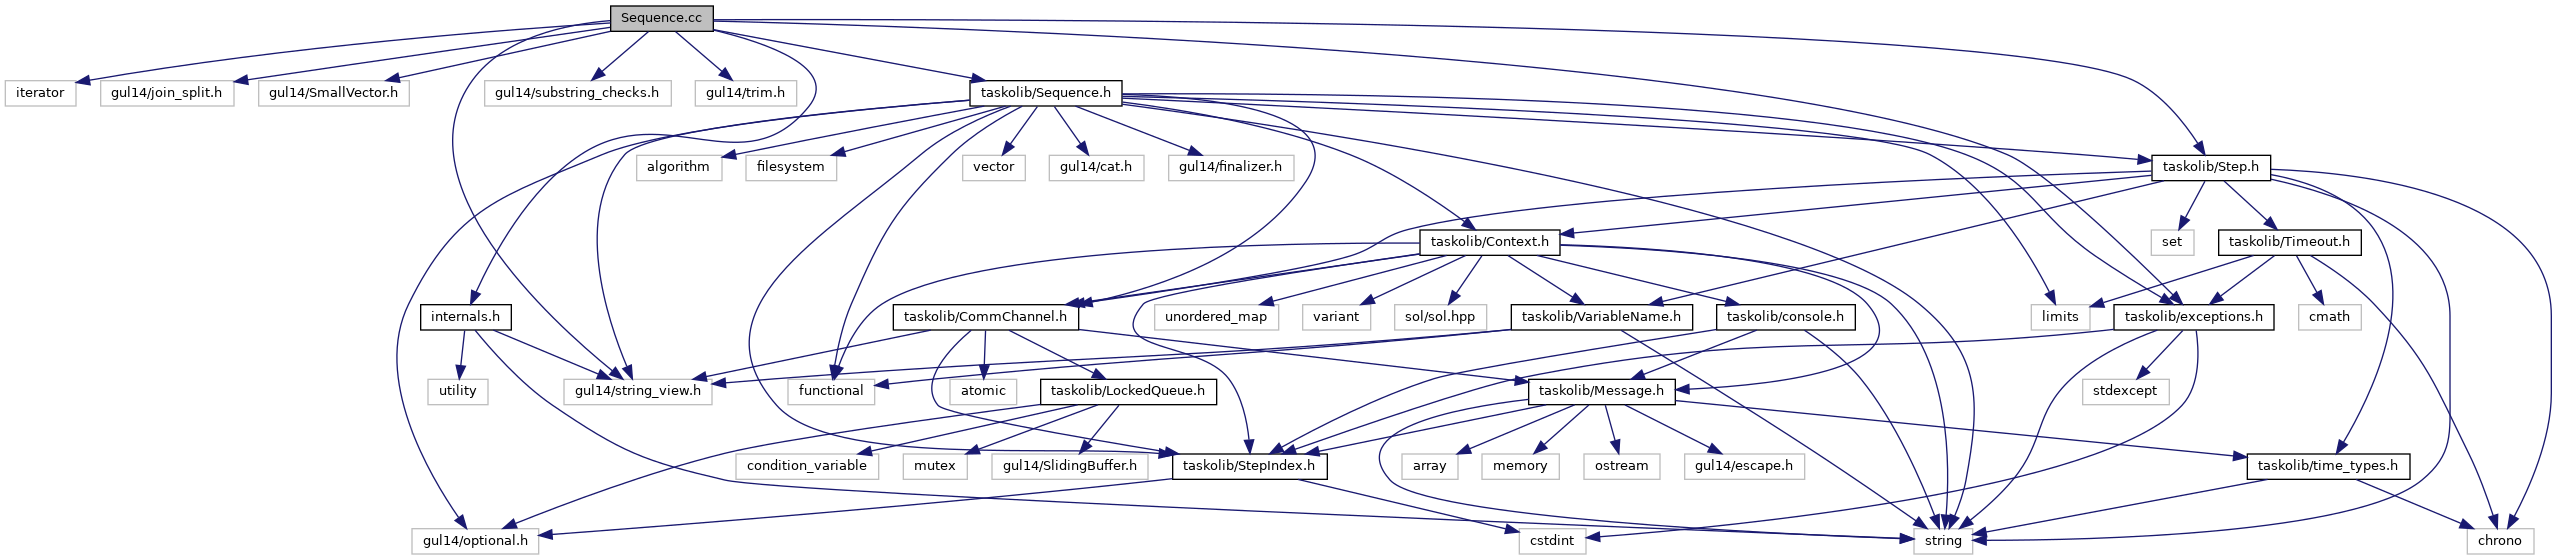 Sequence.cc
iterator
gul14/join_split.h
gul14/SmallVector.h
gul14/substring_checks.h
gul14/trim.h
taskolib/Sequence.h
algorithm
filesystem
vector
gul14/cat.h
gul14/finalizer.h
taskolib/Step.h
taskolib/Context.h
set
taskolib/Timeout.h
internals.h
taskolib/CommChannel.h
unordered_map
variant
sol/sol.hpp
taskolib/VariableName.h
taskolib/console.h
limits
taskolib/exceptions.h
cmath
utility
gul14/string_view.h
functional
atomic
taskolib/LockedQueue.h
taskolib/Message.h
stdexcept
condition_variable
mutex
gul14/SlidingBuffer.h
taskolib/StepIndex.h
array
memory
ostream
gul14/escape.h
taskolib/time_types.h
gul14/optional.h
cstdint
string
chrono